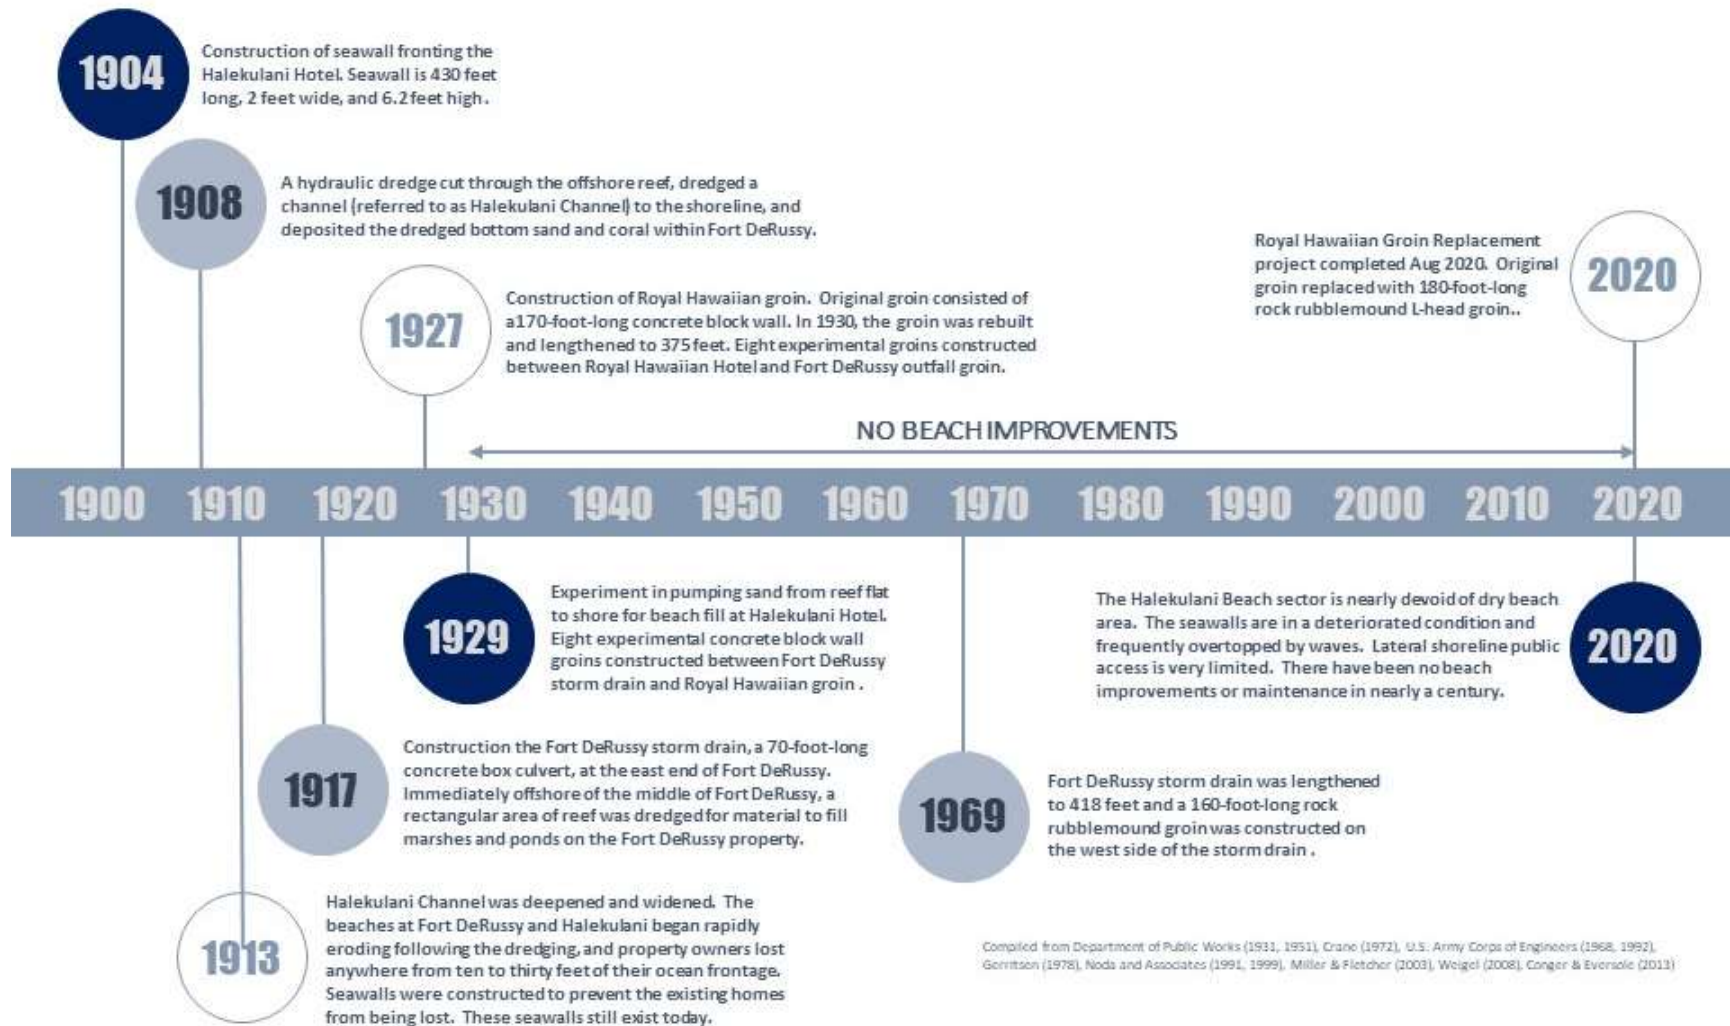 1904
Construction of seawall fronting the
Halekulani Hotel. Seawall is 430 feet
long, 2 feet wide, and 6.2 feet high .
1908
A hydraulic dredge cut through the offshore reef, dredged a
channel (referred to as Halekulani Channel) to the shoreline, and
deposited the dredged bottom sand and coral within Fort DeRussy.
1927
Construction of Royal Hawaiian groin. Original groin consisted of
a170-foot-long concrete block wall. In 1930, the groin was rebuilt
and lengthened to 375 feet. Eight experimental groins constructed
between Royal Hawaiian Hotel and Fort DeRussy outfall groin.
Royal Hawaiian Groin Replacement
project completed Aug 2020. Original
groin replaced with 180-foot-long
rock rubblemound L-head groin..
2020
NO BEACH IMPROVEMENTS
1900 1910 1920 1930 1940 1950 1960 1970 1980 1990 2000 2010 2020
1929
Experiment in pumping sand from reef flat
to shore for beach fill at Halekulani Hotel.
Eight experimental concrete block wall
groins constructed between Fort DeRussy
storm drain and Royal Hawaiian groin .
The Halekulani Beach sector is nearly devoid of dry beach
area. The seawalls are in a deteriorated condition and
frequently overtopped by waves. Lateral shoreline public
access is very limited. There have been no beach
improvements or maintenance in nearly a century.
2020
1917
Construction the Fort DeRussy storm drain, a 70-foot-long
concrete box culvert, at the east end of Fort DeRussy.
Immediately offshore of the middle of Fort DeRussy, a
rectangular area of reef was dredged for material to fill
marshes and ponds on the Fort DeRussy property.
1969
Fort DeRussy storm drain was lengthened
to 418 feet and a 160-foot-long rock
rubblemound groin was constructed on
the west side of the storm drain .
1913
Halekulani Channel was deepened and widened. The
beaches at Fort DeRussy and Halekulani began rapidly
eroding following the dredging, and property owners lost
anywhere from ten to thirty feet of their ocean frontage.
Seawalls were constructed to prevent the existing homes
from being lost. These seawalls still exist today.
Compiled from Department of Public Works (1931, 1951), Crane (1972), U.S. Army Corps of Engineers (1968, 1992),
Gerritsen (1978), Noda and Associates (1991, 1999), Miller & Fletcher (2003), Weigel (2008), Conger & Eversole (2013)